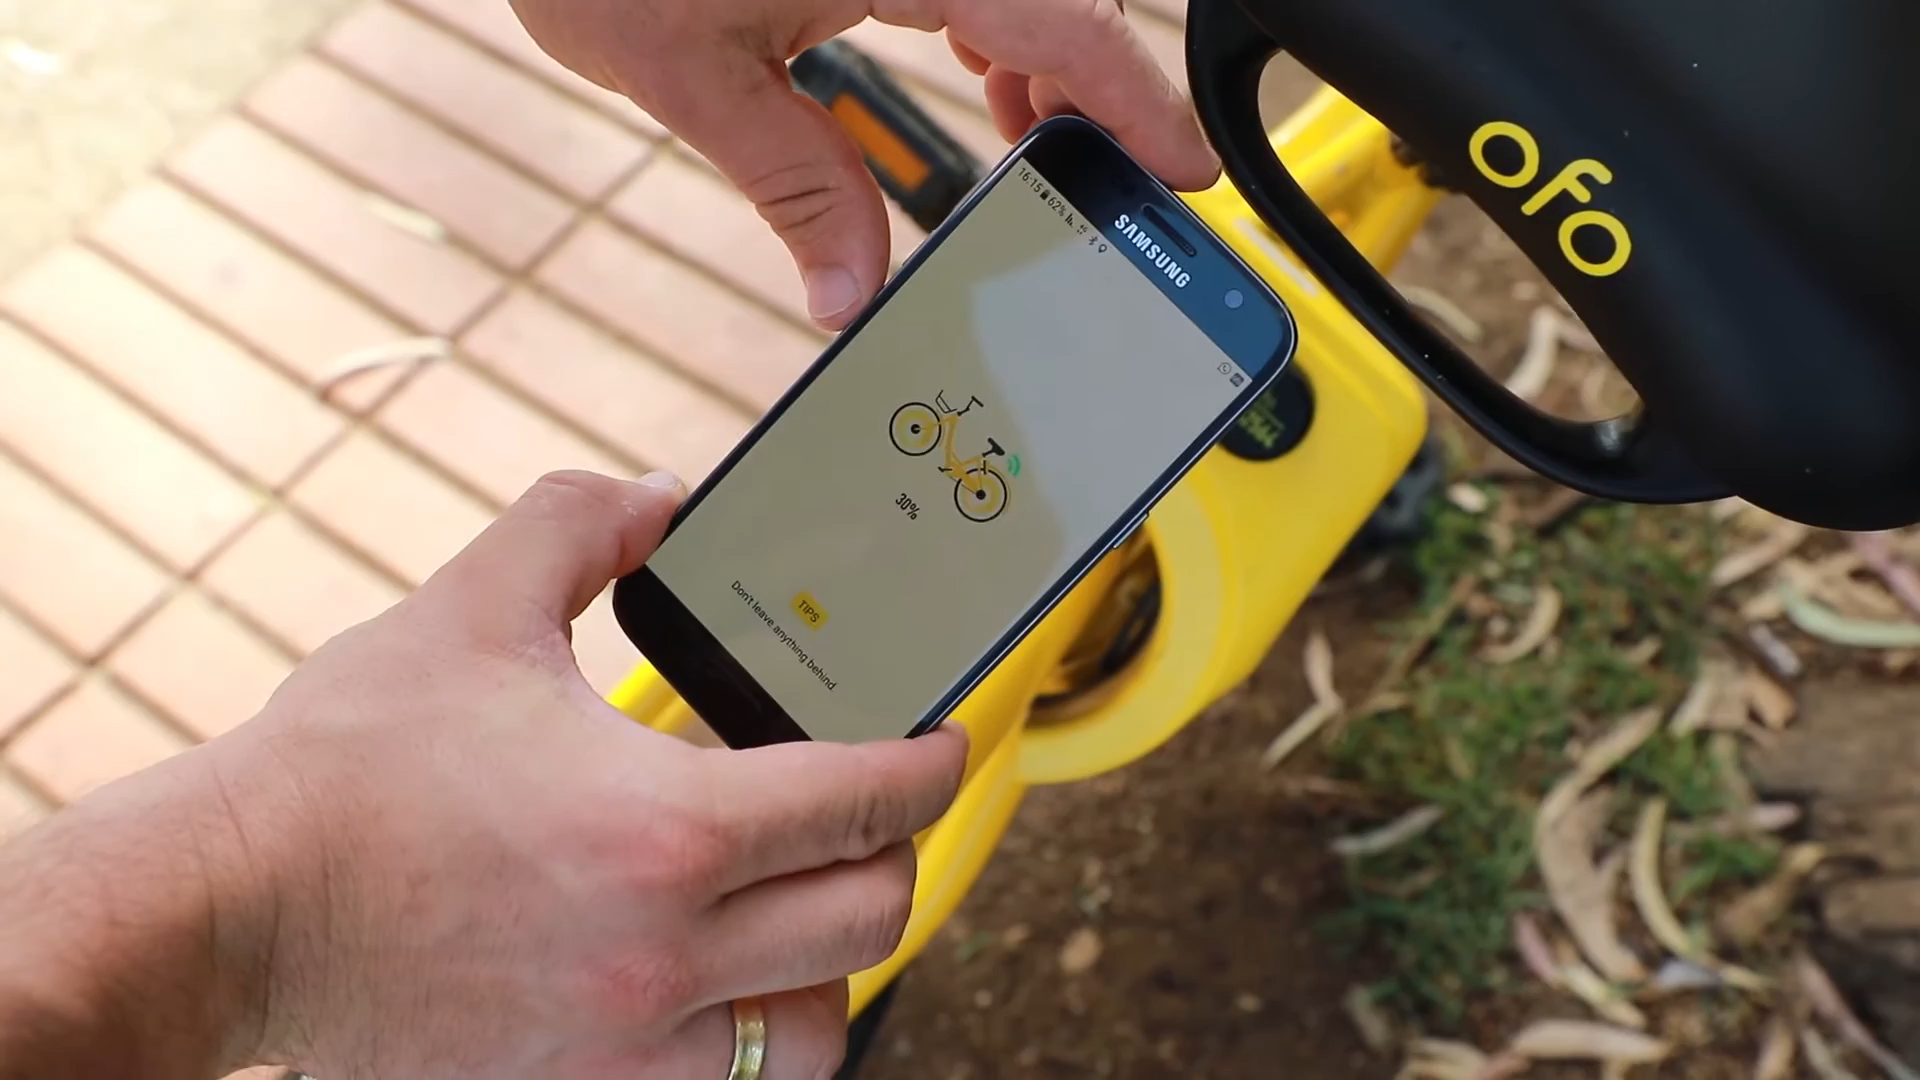 16:15 62%
SAMSUNG
ofo
30%
TIPS
Don't leave anything behind.